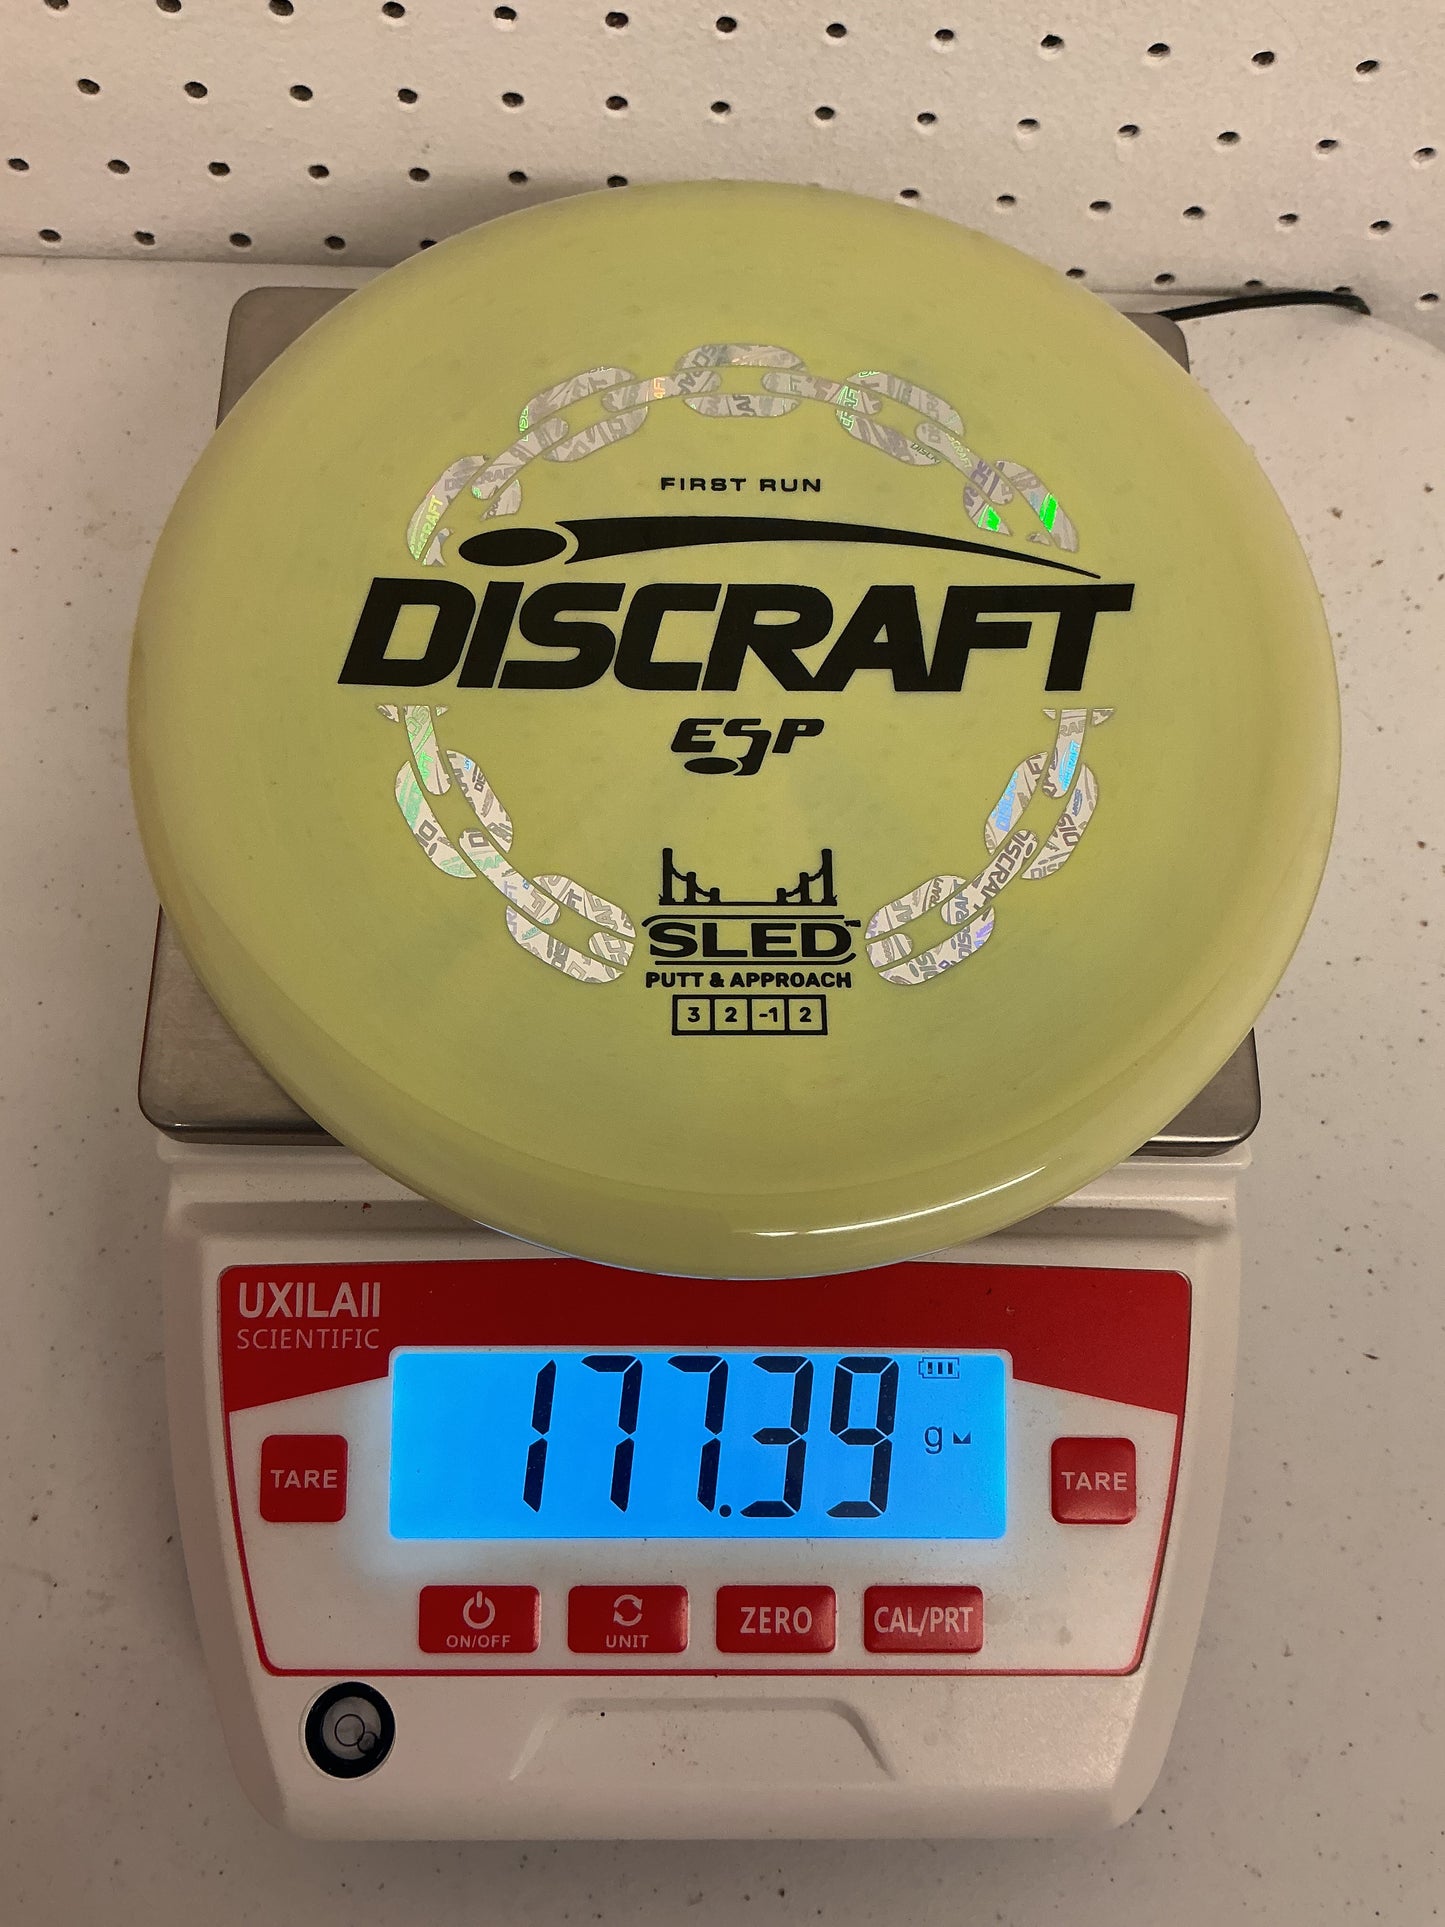 FIRST RUN
DISCRAFT
ESP
SLED
PUTT & APPROACH
3 2 -1 2
UXILAII
SCIENTIFIC
177.39 g
TARE
TARE
ON/OFF
UNIT
ZERO
CAL/PRT